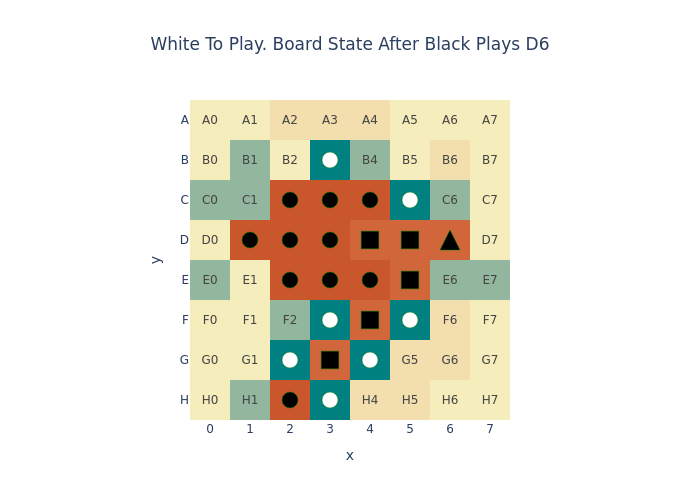 White To Play. Board State After Black Plays D6
A A0 A1 A2 A3 A4 A5 A6 A7
B B0 B1 B2 B4 B5 B6 B7
C C0 C1 C6 C7
D D0 D7
E E0 E1 E6 E7
F F0 F1 F2 F6 F7
G G0 G1 G5 G6 G7
H H0 H1 H4 H5 H6 H7
0 1 2 3 4 5 6 7
x
y